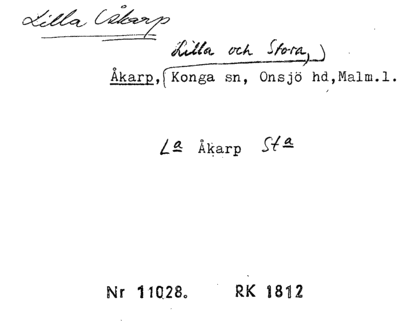 Lilla Åkarp
Lilla och Stora,
Åkarp, Konga sn, Onsjö hd, Malm.l.
La Åkarp Sta
Nr 11028. RK 1812